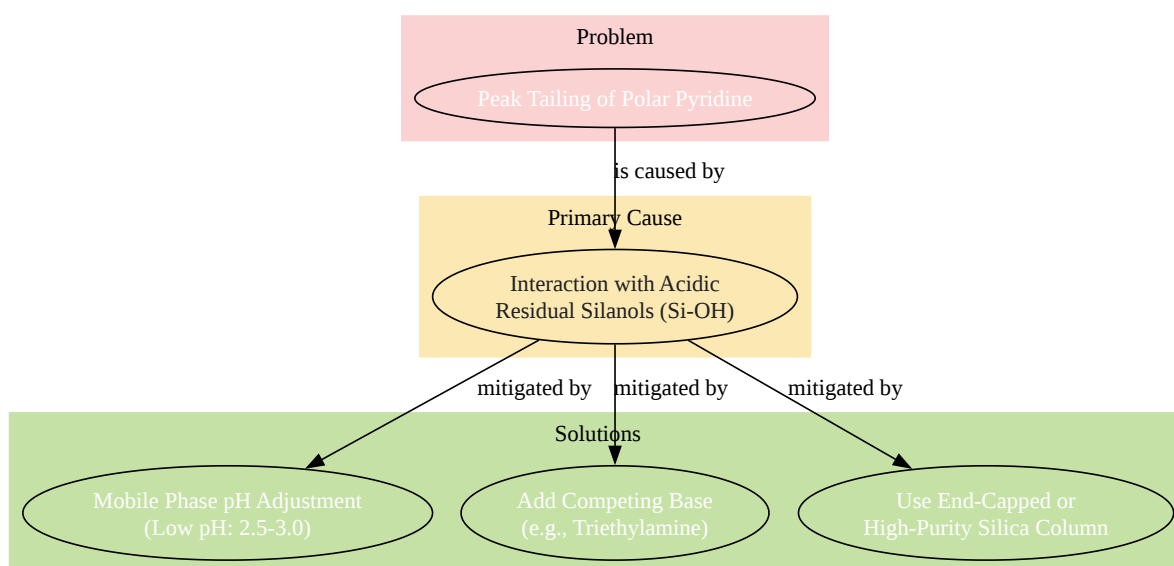 Problem
Peak Tailing of Polar Pyridine
is caused by
Primary Cause
Interaction with Acidic
Residual Silanols (Si-OH)
mitigated by
mitigated by
mitigated by
Solutions
Mobile Phase pH Adjustment
(Low pH: 2.5-3.0)
Add Competing Base
(e.g., Triethylamine)
Use End-Capped or
High-Purity Silica Column